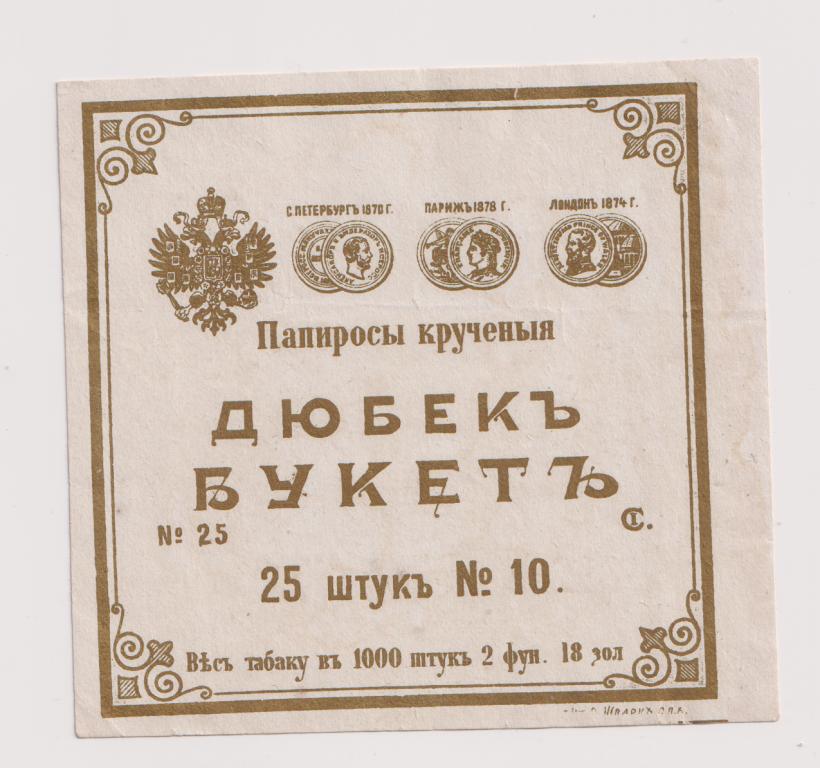 С ПЕТЕРБУРГЪ 1870 Г.
ПАРИЖЪ 1878 Г.
ЛОНДОНЪ 1874 Г.
Папиросы крученыя
ДЮБЕКЪ
БУКЕТЪ
№ 25
25 штукъ № 10.
Вѣсъ табаку въ 1000 штукъ 2 фун. 18 зол